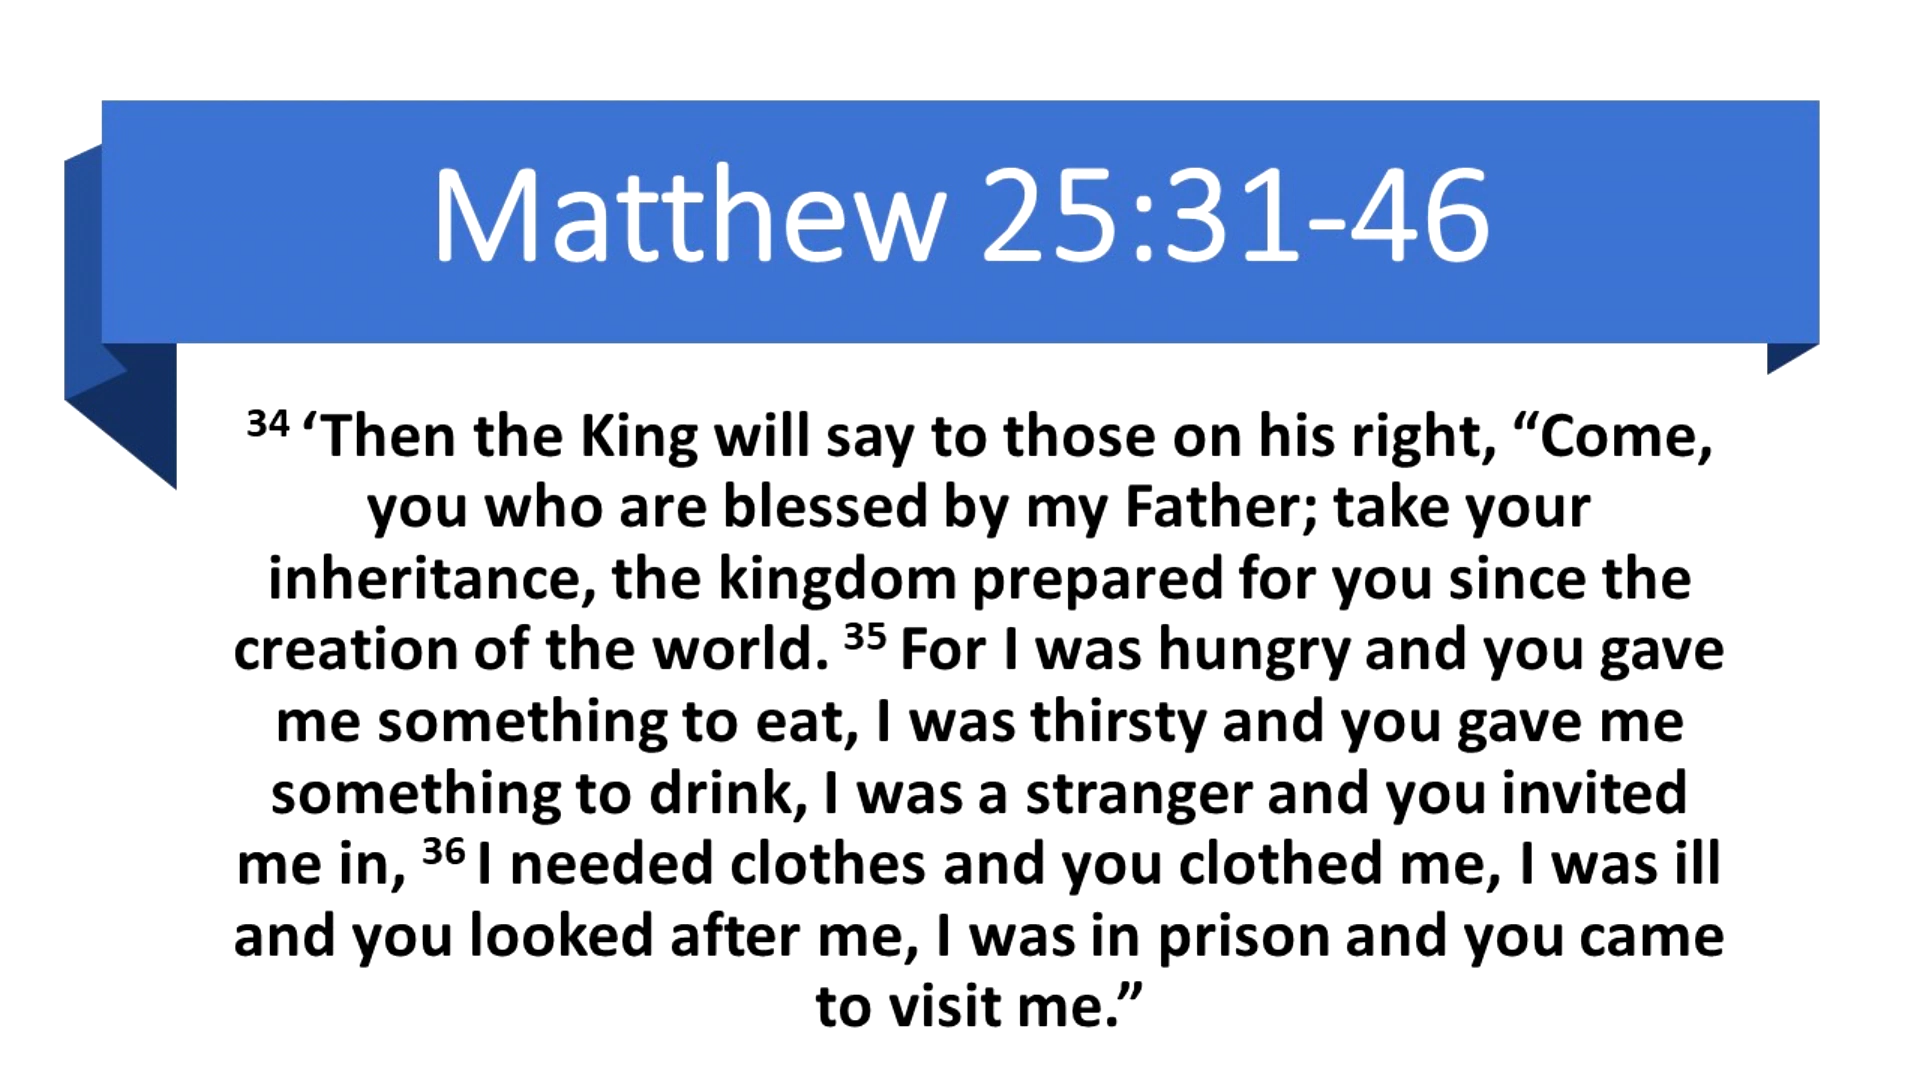 Matthew 25:31-46
34 ‘Then the King will say to those on his right, “Come,
you who are blessed by my Father; take your
inheritance, the kingdom prepared for you since the
creation of the world. 35 For I was hungry and you gave
me something to eat, I was thirsty and you gave me
something to drink, I was a stranger and you invited
me in, 36 I needed clothes and you clothed me, I was ill
and you looked after me, I was in prison and you came
to visit me.”